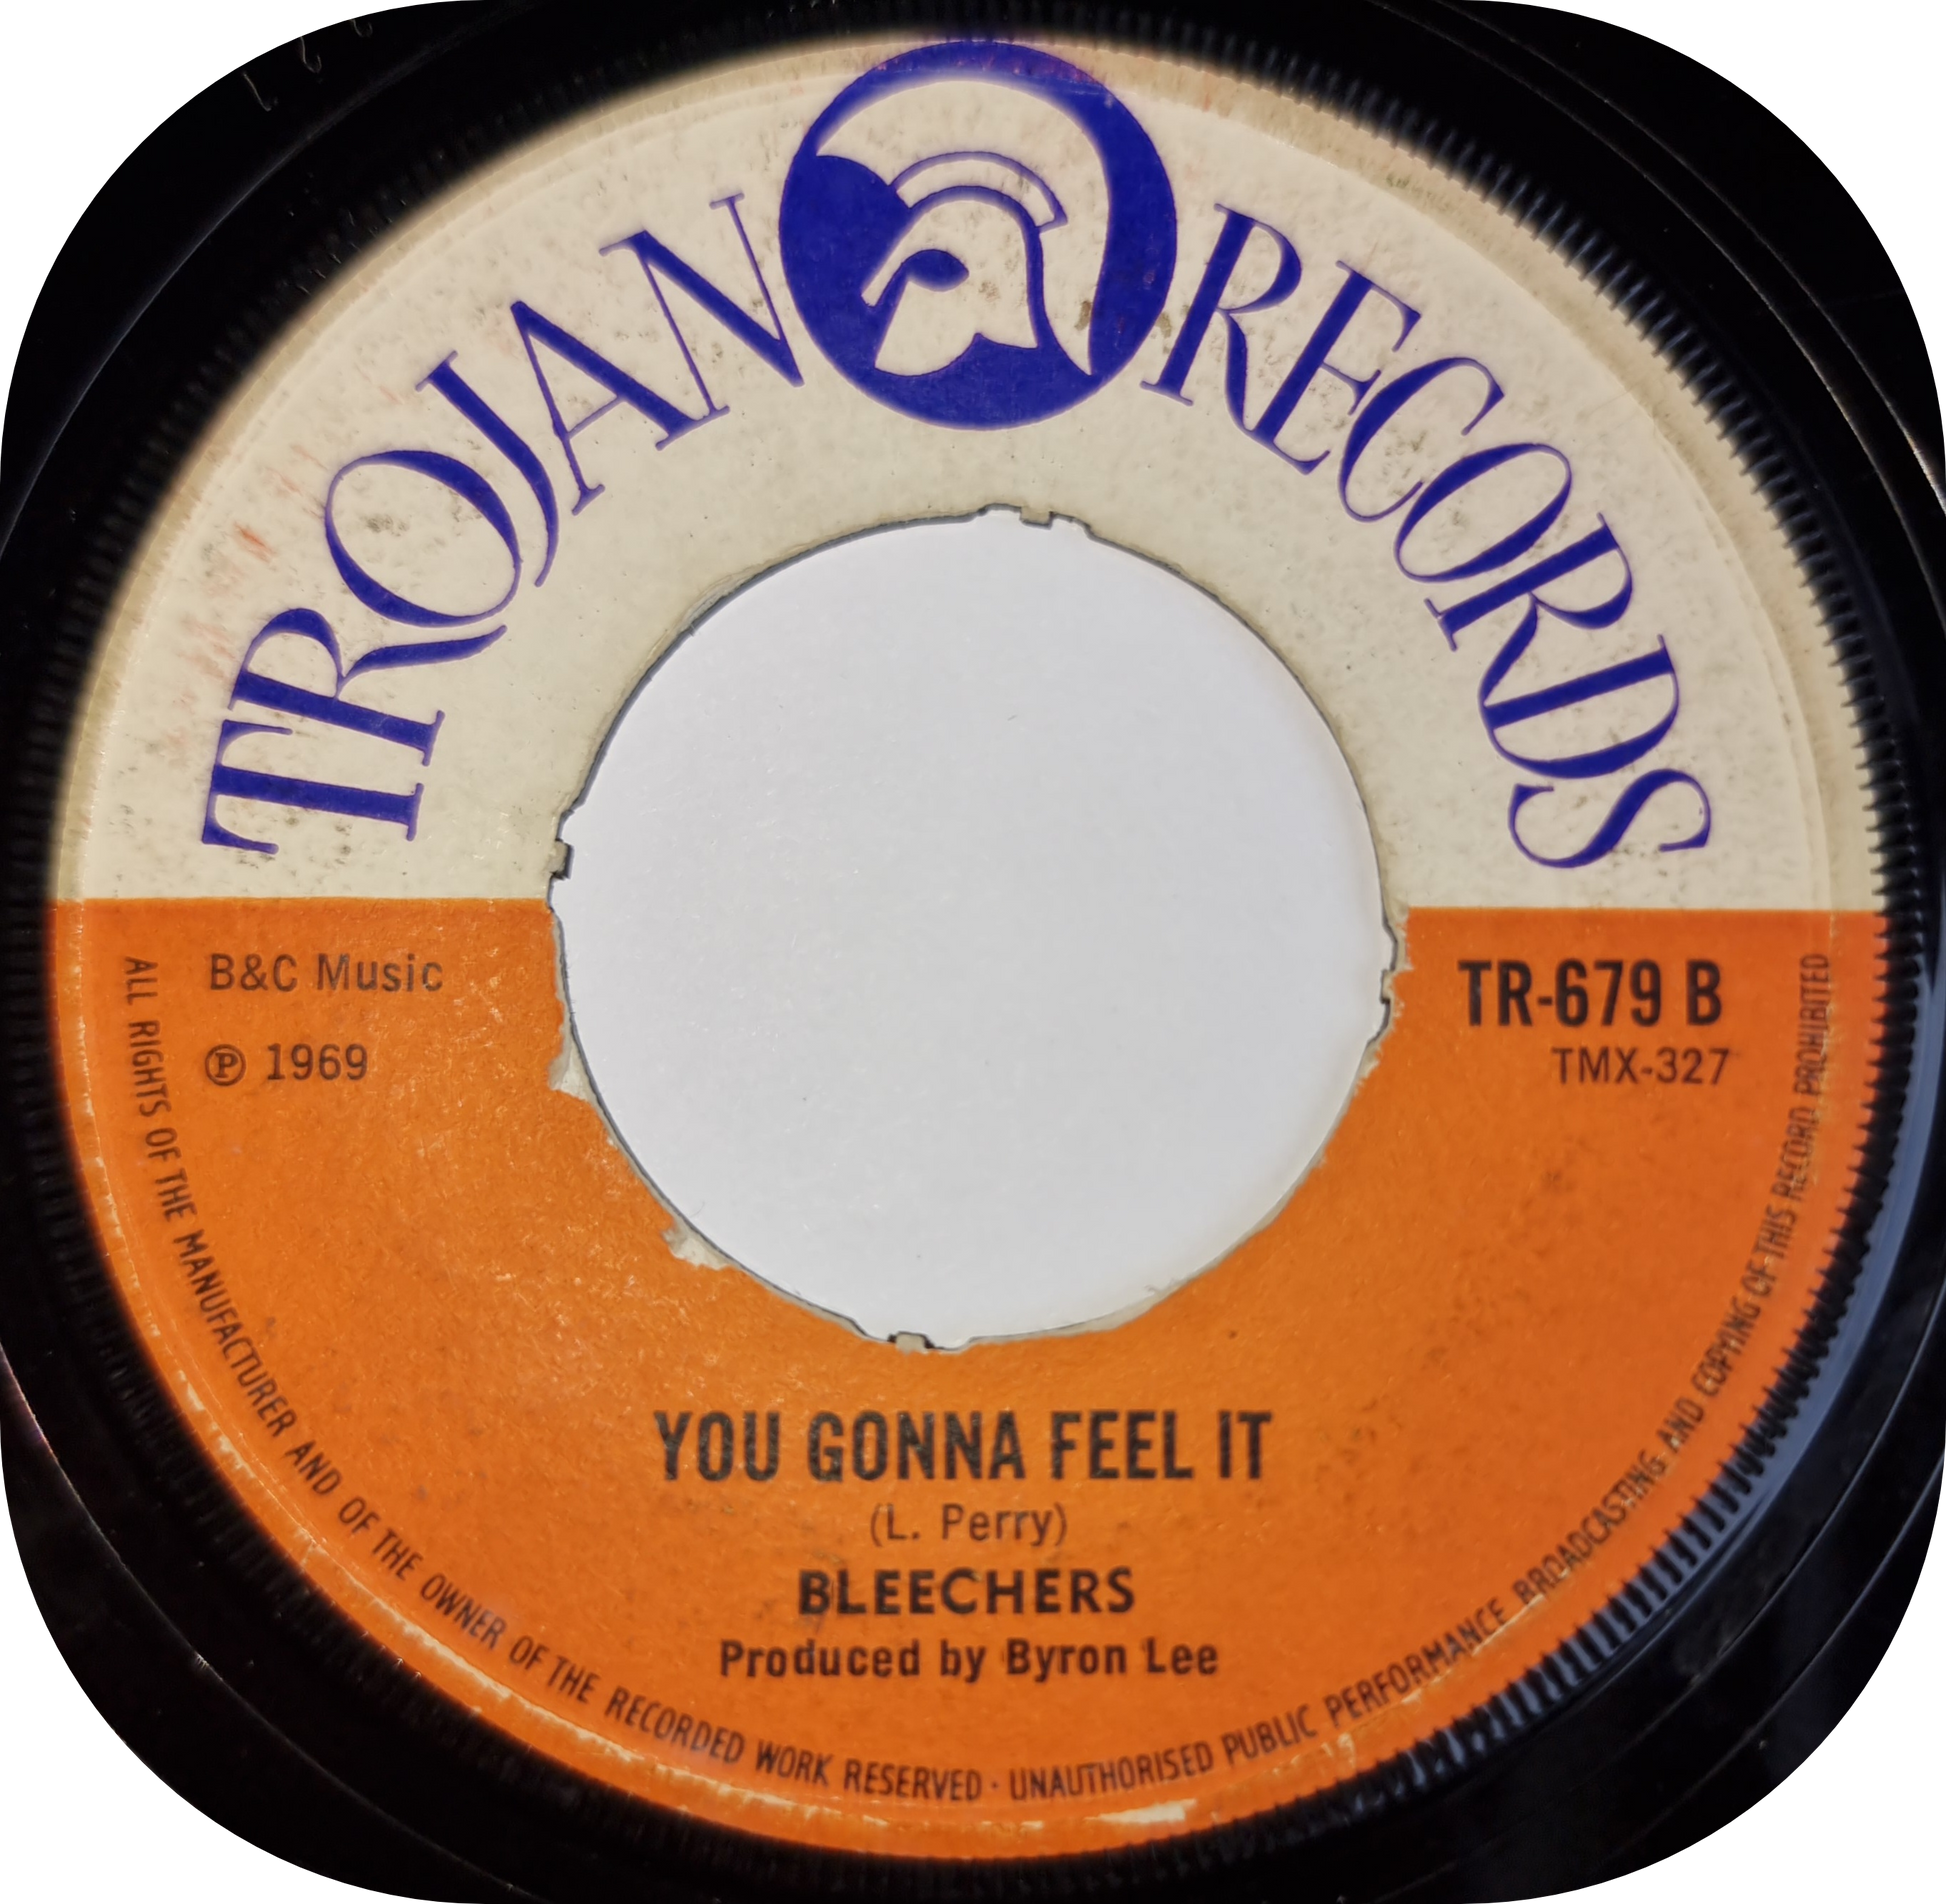 TROJAN RECORDS
B&C Music
℗ 1969
TR-679 B
TMX-327
YOU GONNA FEEL IT
(L. Perry)
BLEECHERS
Produced by Byron Lee
ALL RIGHTS OF THE MANUFACTURER AND OF THE OWNER OF THE RECORDED WORK RESERVED · UNAUTHORISED PUBLIC PERFORMANCE BROADCASTING AND COPYING OF THIS RECORD PROHIBITED